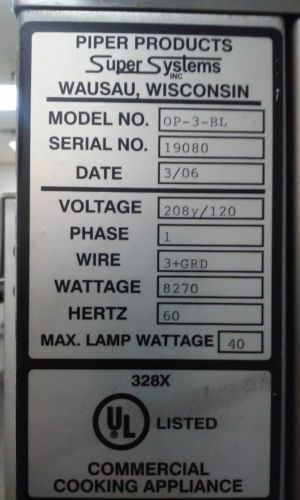 PIPER PRODUCTS
Super Systems
INC
WAUSAU, WISCONSIN
MODEL NO. OP-3-BL
SERIAL NO. 19080
DATE 3/06
VOLTAGE 208y/120
PHASE 1
WIRE 3+GRD
WATTAGE 8270
HERTZ 60
MAX. LAMP WATTAGE 40
328X
UL LISTED
COMMERCIAL
COOKING APPLIANCE